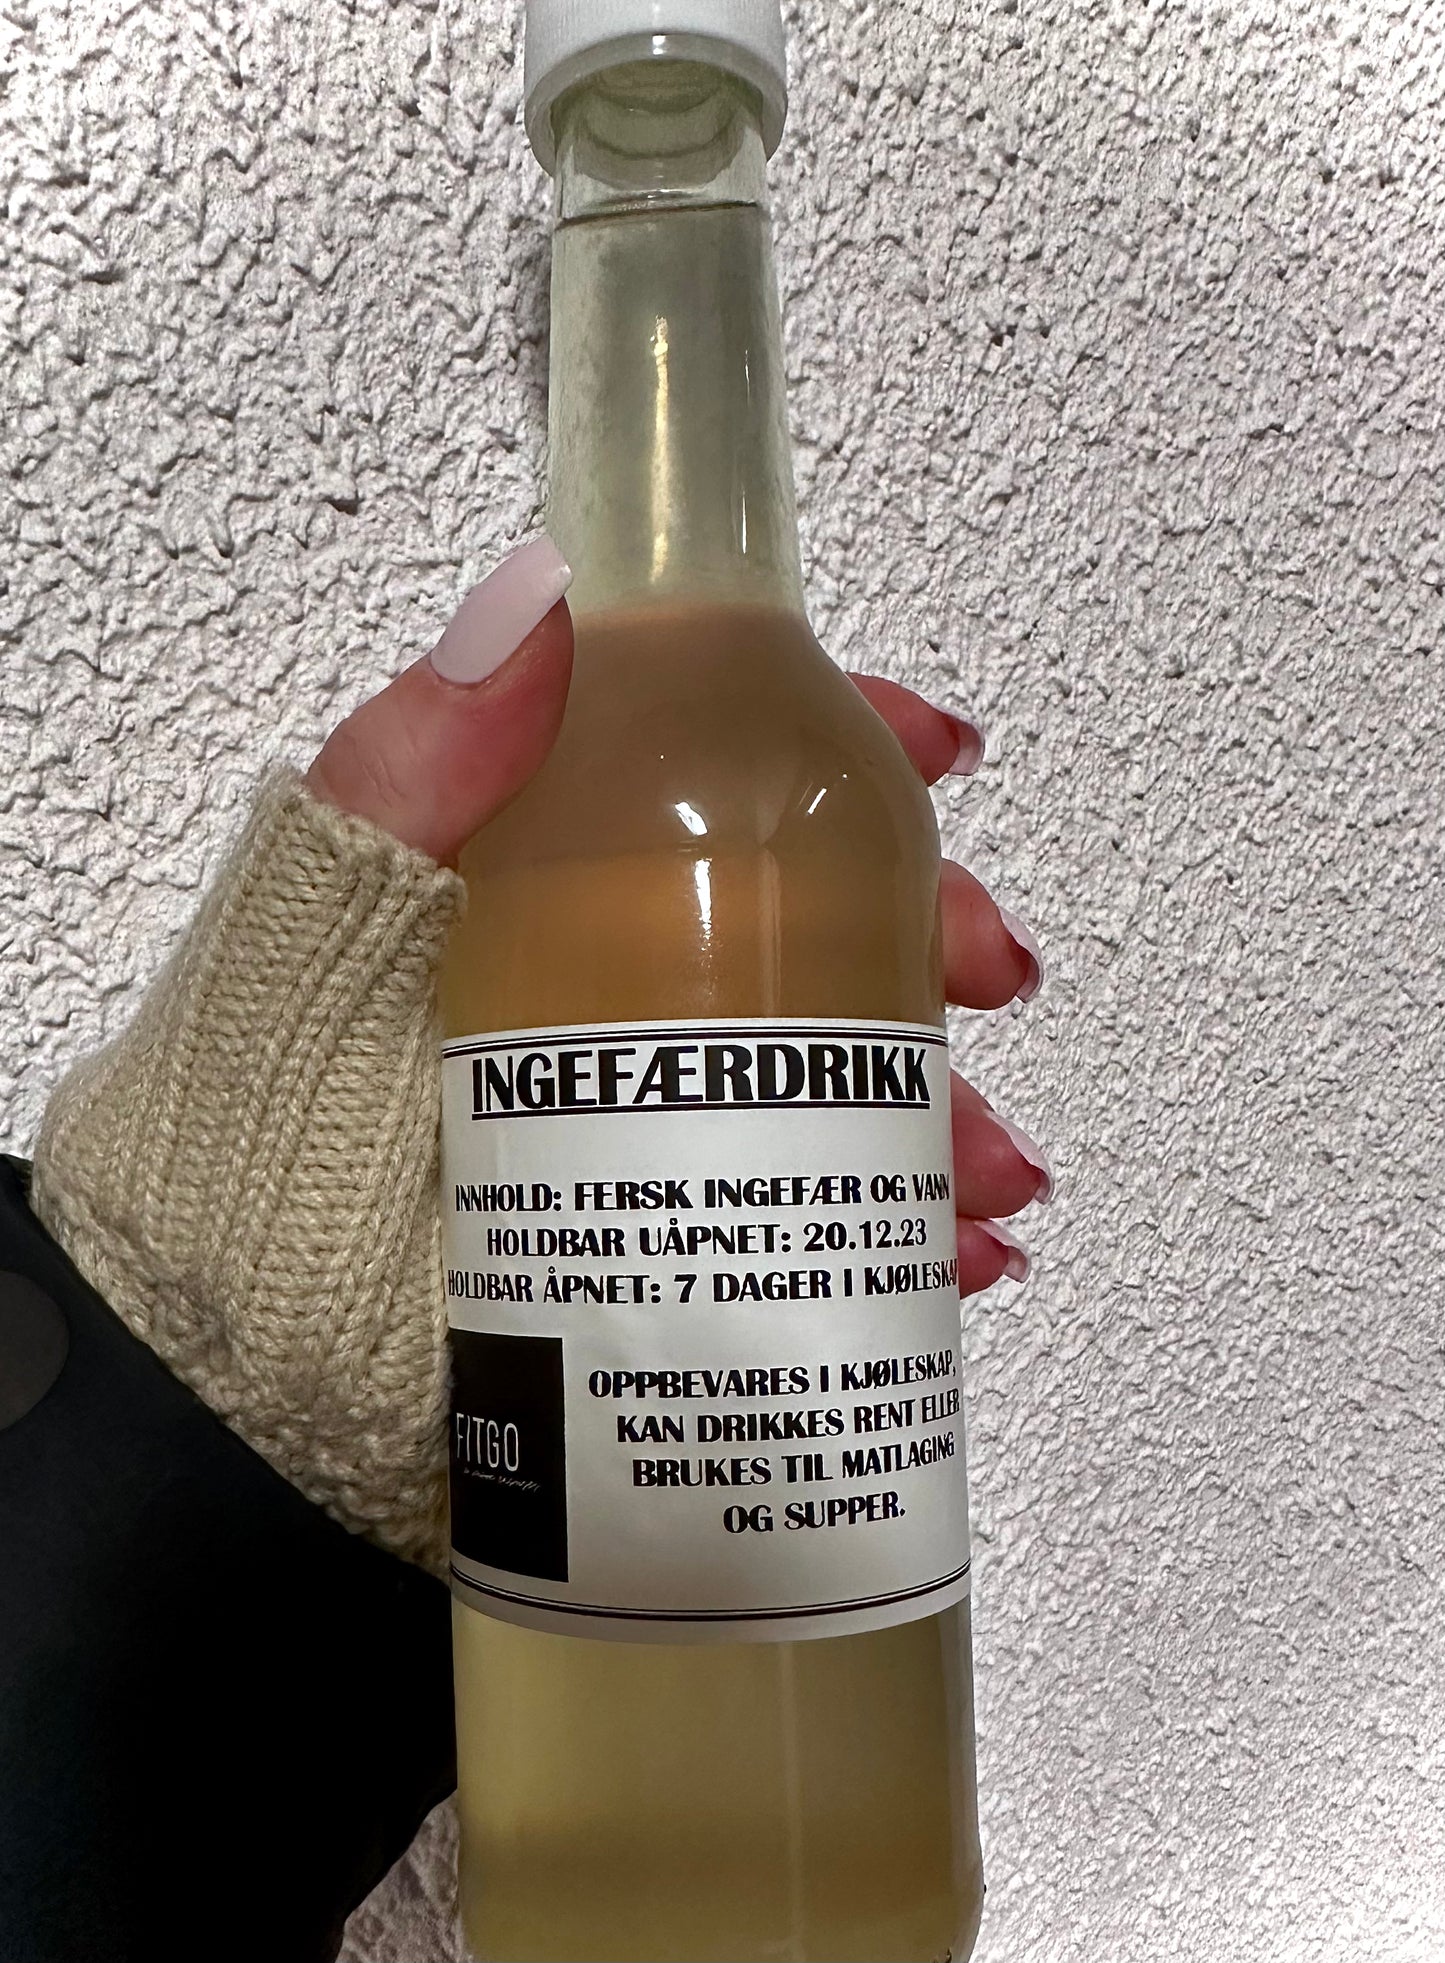 INGEFÆRDRIKK
INNHOLD: FERSK INGEFÆR OG VANN
HOLDBAR UÅPNET: 20.12.23
HOLDBAR ÅPNET: 7 DAGER I KJØLESKAP
OPPBEVARES I KJØLESKAP,
KAN DRIKKES RENT ELLER
BRUKES TIL MATLAGING
OG SUPPER.
FITGO